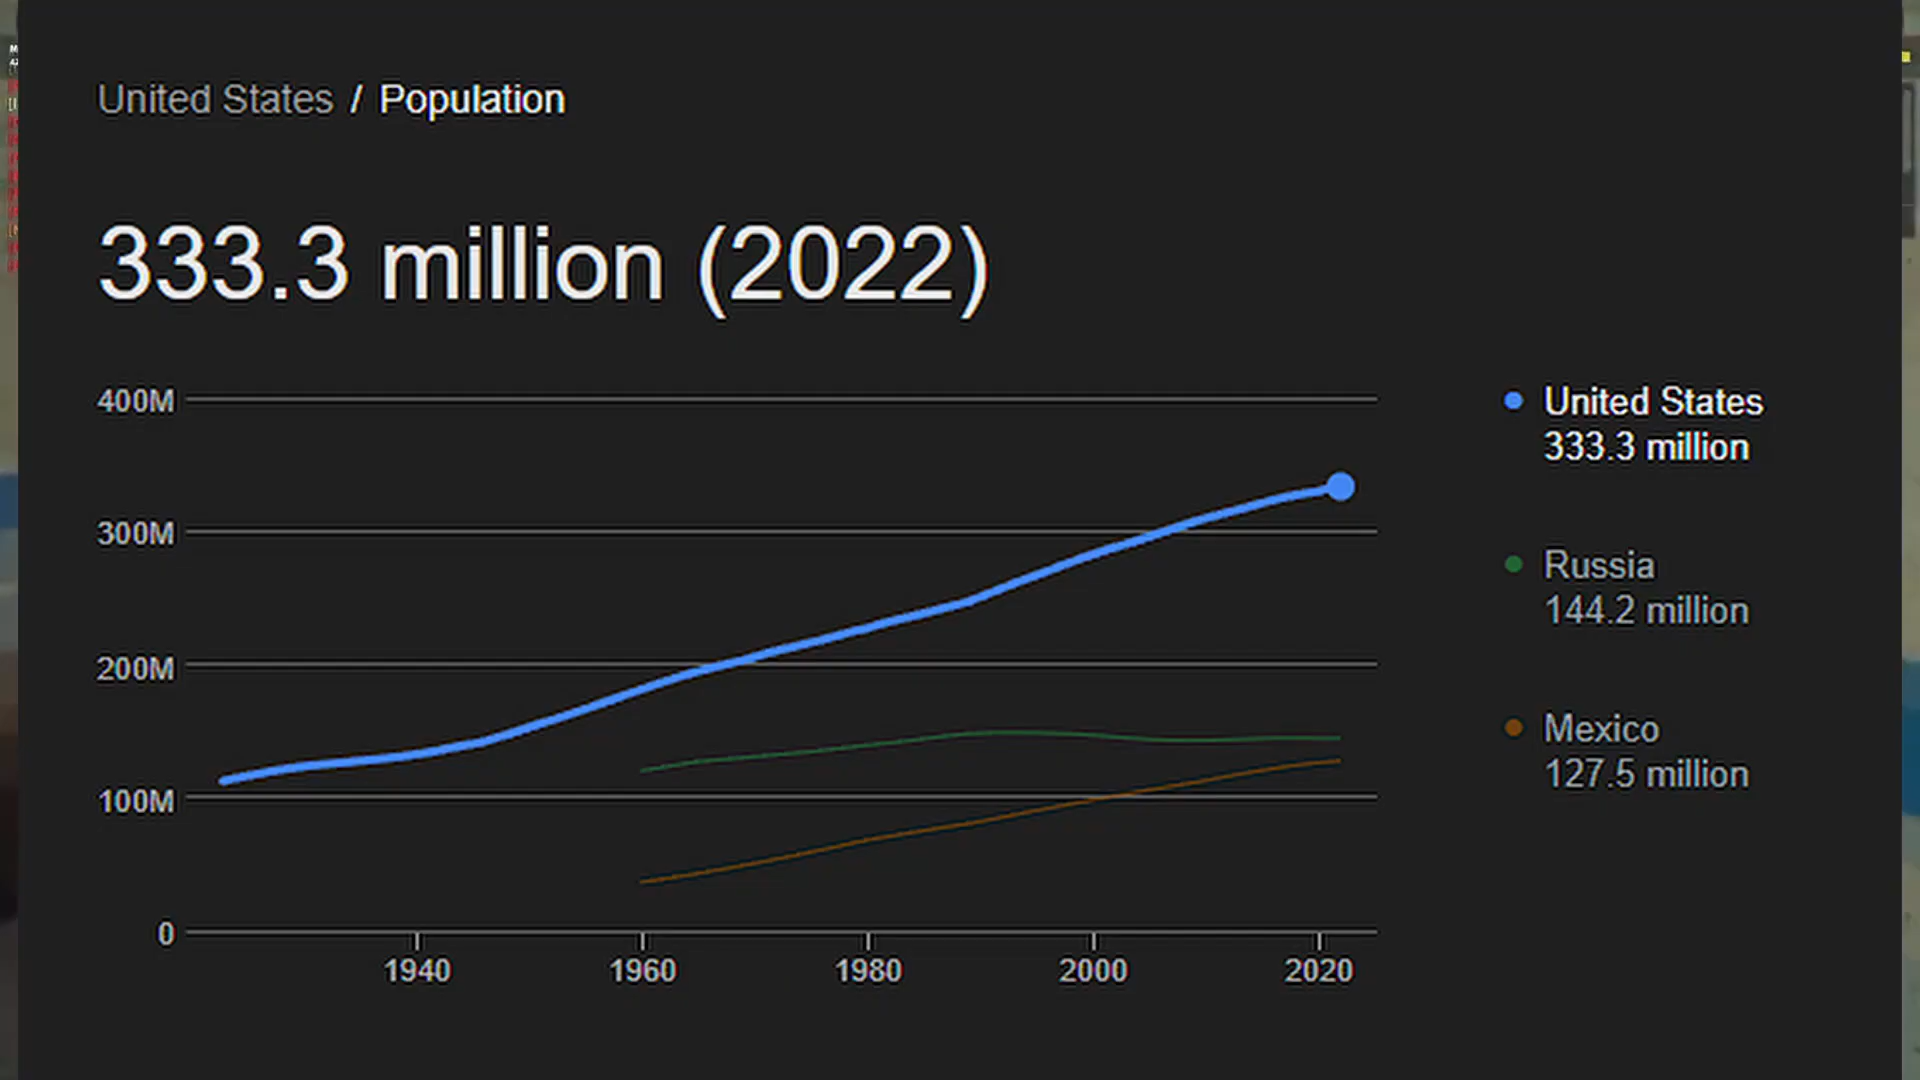 United States / Population
333.3 million (2022)
400M
300M
200M
100M
0
1940 1960 1980 2000 2020
United States
333.3 million
Russia
144.2 million
Mexico
127.5 million